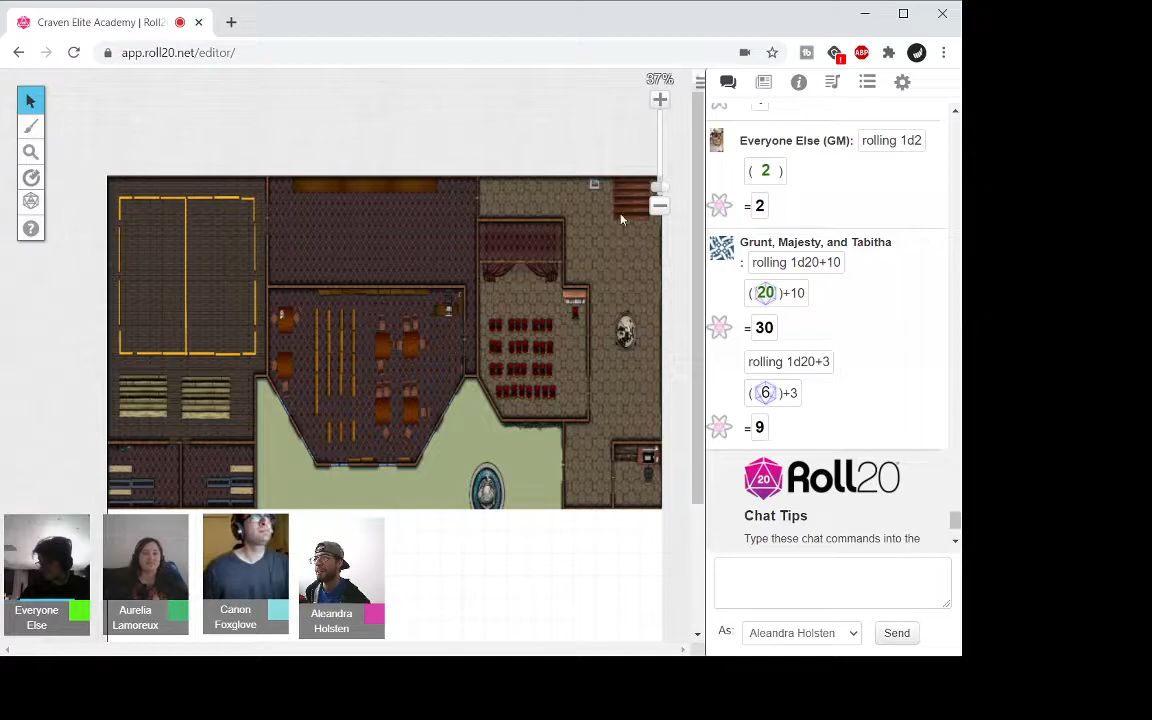 Craven Elite Academy | Roll2
app.roll20.net/editor/
37%
Everyone Else (GM): rolling 1d2
( 2 )
= 2
Grunt, Majesty, and Tabitha
: rolling 1d20+10
( 20 )+10
= 30
rolling 1d20+3
( 6 )+3
= 9
20 Roll20
Chat Tips
Type these chat commands into the
Everyone Else
Aurelia Lamoreux
Canon Foxglove
Aleandra Holsten
As: Aleandra Holsten Send